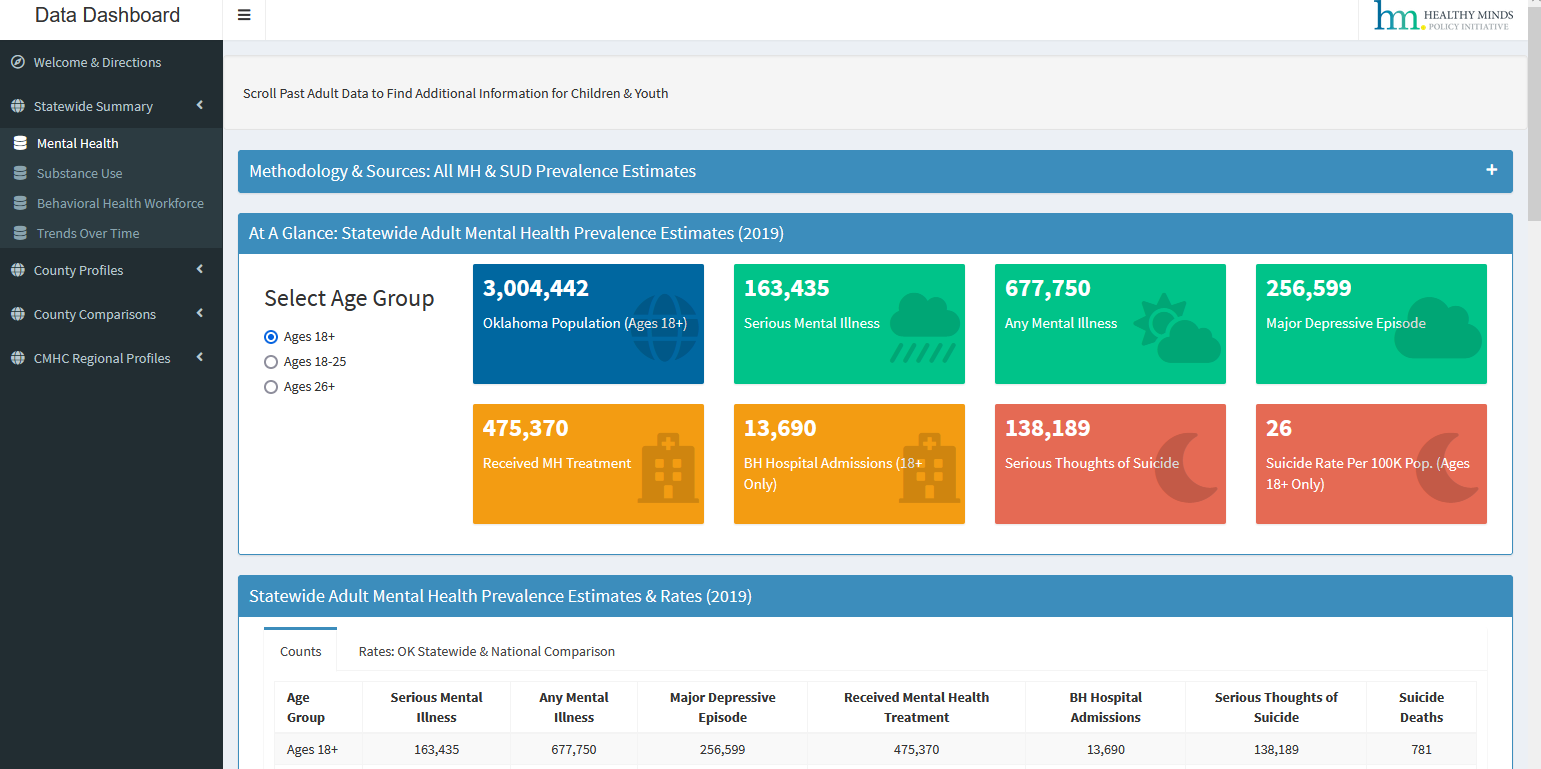 Data Dashboard
HEALTHY MINDS
POLICY INITIATIVE
hm.
Welcome & Directions
Statewide Summary
Mental Health
Substance Use
Behavioral Health Workforce
Trends Over Time
County Profiles
County Comparisons
CMHC Regional Profiles
Scroll Past Adult Data to Find Additional Information for Children & Youth
Methodology & Sources: All MH & SUD Prevalence Estimates
At A Glance: Statewide Adult Mental Health Prevalence Estimates (2019)
Select Age Group
Ages 18+
Ages 18-25
Ages 26+
3,004,442
Oklahoma Population (Ages 18+)
163,435
Serious Mental Illness
677,750
Any Mental Illness
256,599
Major Depressive Episode
475,370
Received MH Treatment
13,690
BH Hospital Admissions (18+
Only)
138,189
Serious Thoughts of Suicide
26
Suicide Rate Per 100K Pop. (Ages
18+ Only)
Statewide Adult Mental Health Prevalence Estimates & Rates (2019)
Counts Rates: OK Statewide & National Comparison
Age Serious Mental Any Mental Major Depressive Received Mental Health BH Hospital Serious Thoughts of Suicide
Group Illness Illness Episode Treatment Admissions Suicide Deaths
Ages 18+ 163,435 677,750 256,599 475,370 13,690 138,189 781